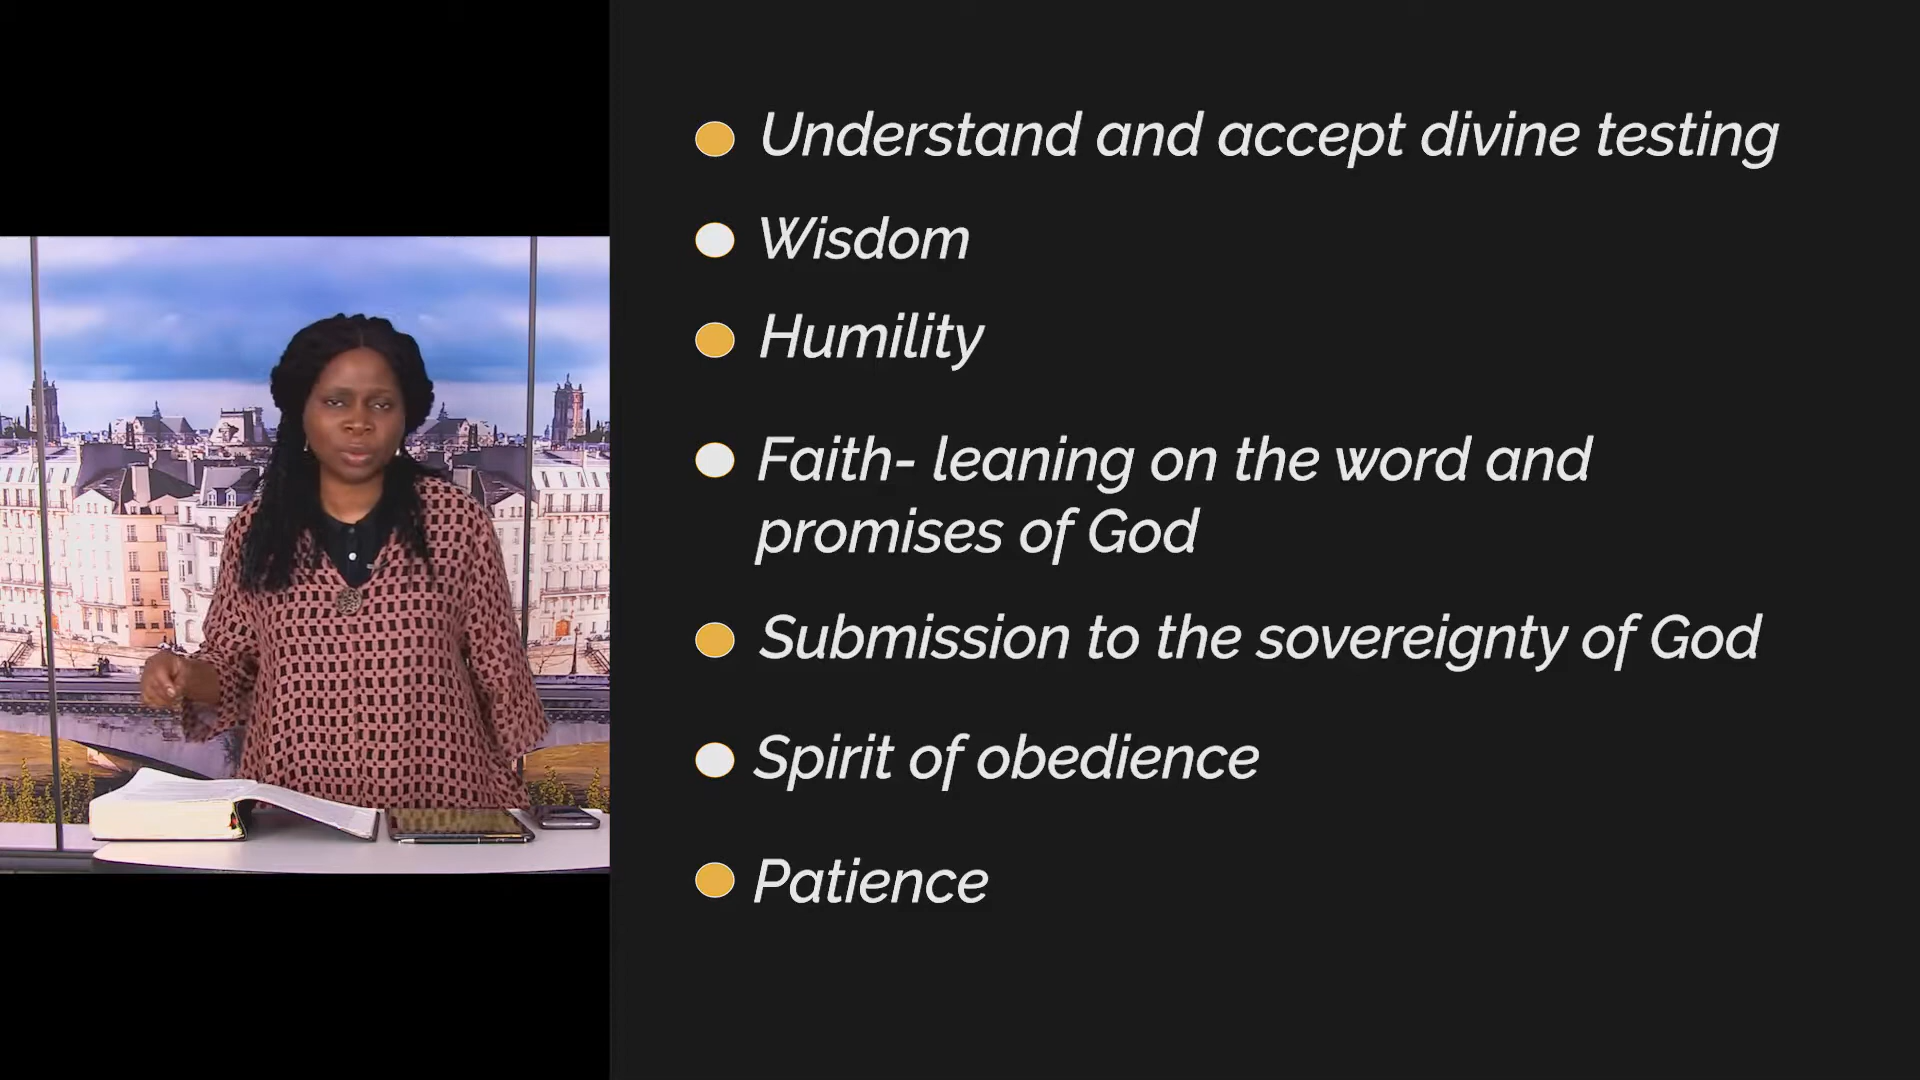 Understand and accept divine testing
Wisdom
Humility
Faith- leaning on the word and
promises of God
Submission to the sovereignty of God
Spirit of obedience
Patience